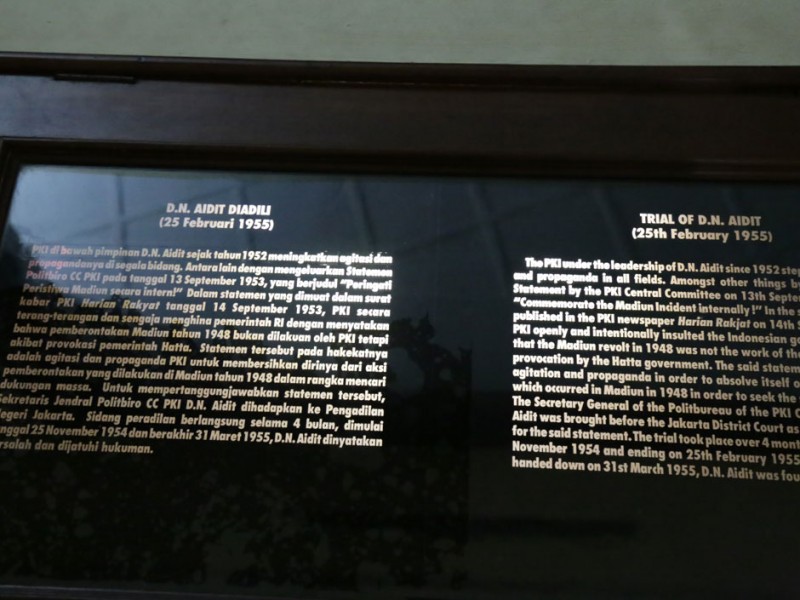 D.N. AIDIT DIADILI
(25 Februari 1955)
PKI di bawah pimpinan D.N. Aidit sejak tahun 1952 meningkatkan agitasi dan
propagandanya di segala bidang. Antara lain dengan mengeluarkan Statemen
Politbiro CC PKI pada tanggal 13 September 1953, yang berjudul "Peringati
Peristiwa Madiun secara intern!" Dalam statemen yang dimuat dalam surat
kabar PKI Harian Rakyat tanggal 14 September 1953, PKI secara
terang-terangan dan sengaja menghina pemerintah RI dengan menyatakan
bahwa pemberontakan Madiun tahun 1948 bukan dilakuan oleh PKI tetapi
akibat provokasi pemerintah Hatta. Statemen tersebut pada hakekatnya
adalah agitasi dan propaganda PKI untuk membersihkan dirinya dari aksi
pemberontakan yang dilakukan di Madiun tahun 1948 dalam rangka mencari
dukungan massa. Untuk mempertanggungjawabkan statemen tersebut,
Sekretaris Jendral Politbiro CC PKI D.N. Aidit dihadapkan ke Pengadilan
egeri Jakarta. Sidang peradilan berlangsung selama 4 bulan, dimulai
nggal 25 November 1954 dan berakhir 31 Maret 1955, D.N. Aidit dinyatakan
rsalah dan dijatuhi hukuman.
TRIAL OF D.N. AIDIT
(25th February 1955)
The PKI under the leadership of D.N. Aidit since 1952 step
and propaganda in all fields. Amongst other things b
Statement by the PKI Central Committee on 13th Septe
"Commemorate the Madiun Incident internally!" In the s
published in the PKI newspaper Harian Rakjat on 14th S
PKI openly and intentionally insulted the Indonesian go
that the Madiun revolt in 1948 was not the work of the
provocation by the Hatta government. The said statem
agitation and propaganda in order to absolve itself o
which occurred in Madiun in 1948 in order to seek the
The Secretary General of the Politbureau of the PKI C
Aidit was brought before the Jakarta District Court as
for the said statement. The trial took place over 4 mont
November 1954 and ending on 25th February 1955
handed down on 31st March 1955, D.N. Aidit was fou